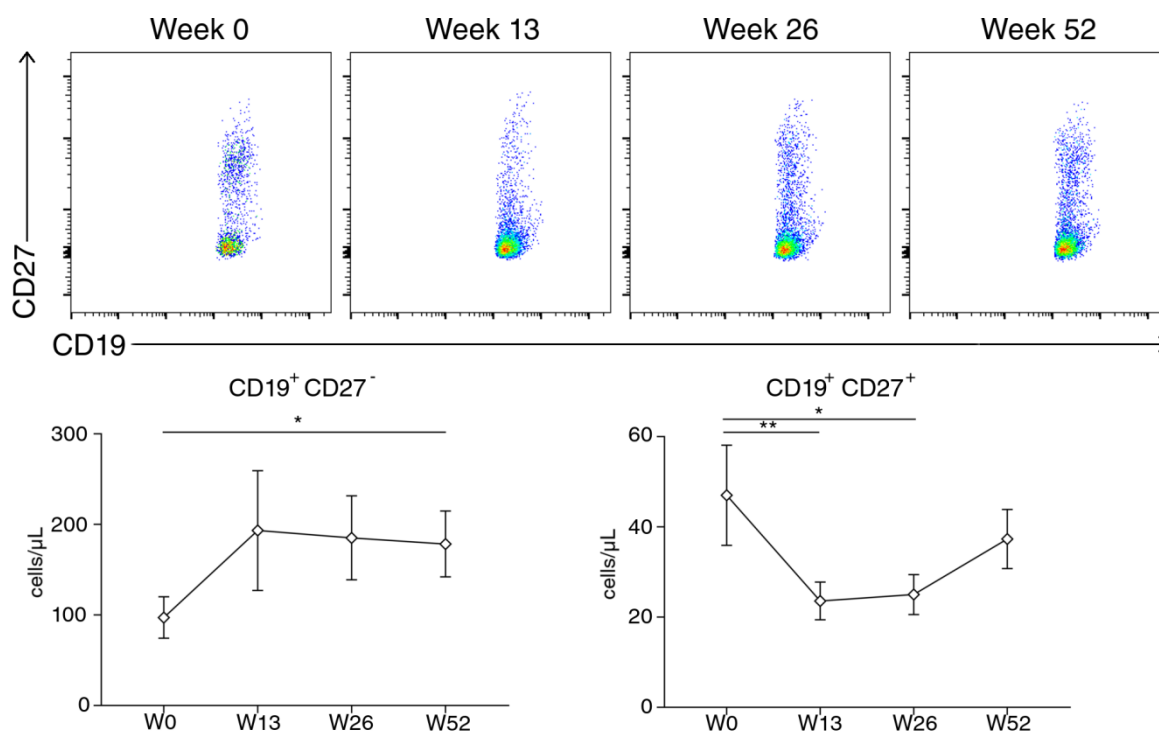 Week 0 Week 13 Week 26 Week 52
CD27
CD19
CD19⁺ CD27⁻
*
300
200
100
0
cells/μL
W0 W13 W26 W52
CD19⁺ CD27⁺
*
**
60
40
20
0
cells/μL
W0 W13 W26 W52